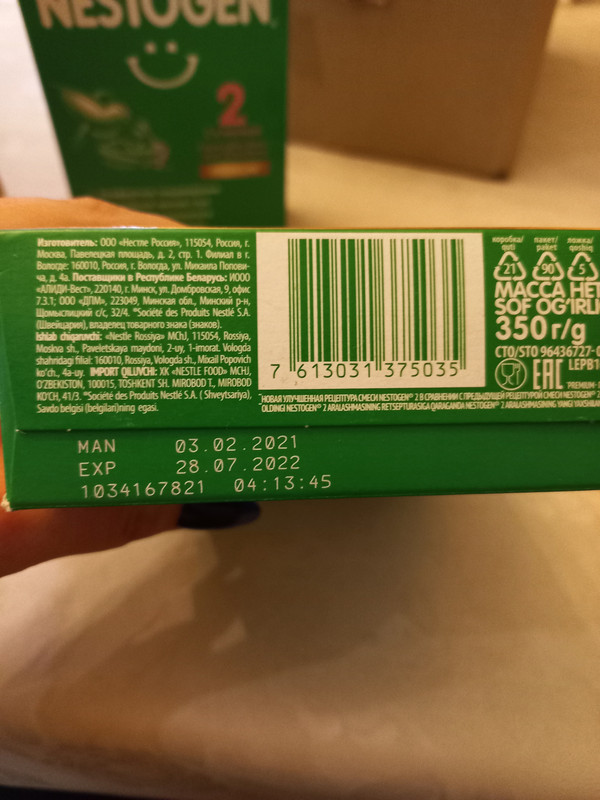 NESTOGEN
2
Изготовитель: ООО «Нестле Россия», 115054, Россия, г.
Москва, Павелецкая площадь, д. 2, стр. 1. Филиал в г.
Вологде: 160010, Россия, г. Вологда, ул. Михаила Попови-
ча, д. 4а. Поставщики в Республике Беларусь: ИООО
«АЛИДИ-Вест», 220140, г. Минск, ул. Домбровская, 9, офис
7.3.1; ООО «ДПМ», 223049, Минская обл., Минский р-н,
Щомыслицкий с/с, 32/4. *Société des Produits Nestlé S.A.
(Швейцария), владелец товарного знака (знаков).
Ishlab chiqaruvchi: «Nestle Rossiya» MChJ, 115054, Rossiya,
Moskva sh., Paveletskaya maydoni, 2-uy, 1-imorat. Vologda
shahridagi filial: 160010, Rossiya, Vologda sh., Mixail Popovich
ko'ch., 4a-uy. IMPORT QILUVCHI: XK «NESTLE FOOD» MCHJ,
O'ZBEKISTON, 100015, TOSHKENT SH. MIROBOD T., MIROBOD
KO'CH, 41/3. *Société des Produits Nestlé S.A. ( Shveytsariya),
Savdo belgisi (belgilari)ning egasi.
7 613031 375035
коробка/ quti
пакет/ paket
ложка/ qoshiq
21 90 5
МАССА НЕТ
SOF OG'IRLI
350 г/g
СТО/STO 96436727-0
EAC LEPB1
PREMIUM
*НОВАЯ УЛУЧШЕННАЯ РЕЦЕПТУРА СМЕСИ NESTOGEN® 2 В СРАВНЕНИИ С ПРЕДЫДУЩЕЙ РЕЦЕПТУРОЙ СМЕСИ NESTOGEN® 2
OLDINGI NESTOGEN® 2 ARALASHMASINING RETSEPTURASIGA QARAGANDA NESTOGEN® 2 ARALASHMASINING YANGI YAXSHILAN
MAN 03.02.2021
EXP 28.07.2022
1034167821 04:13:45